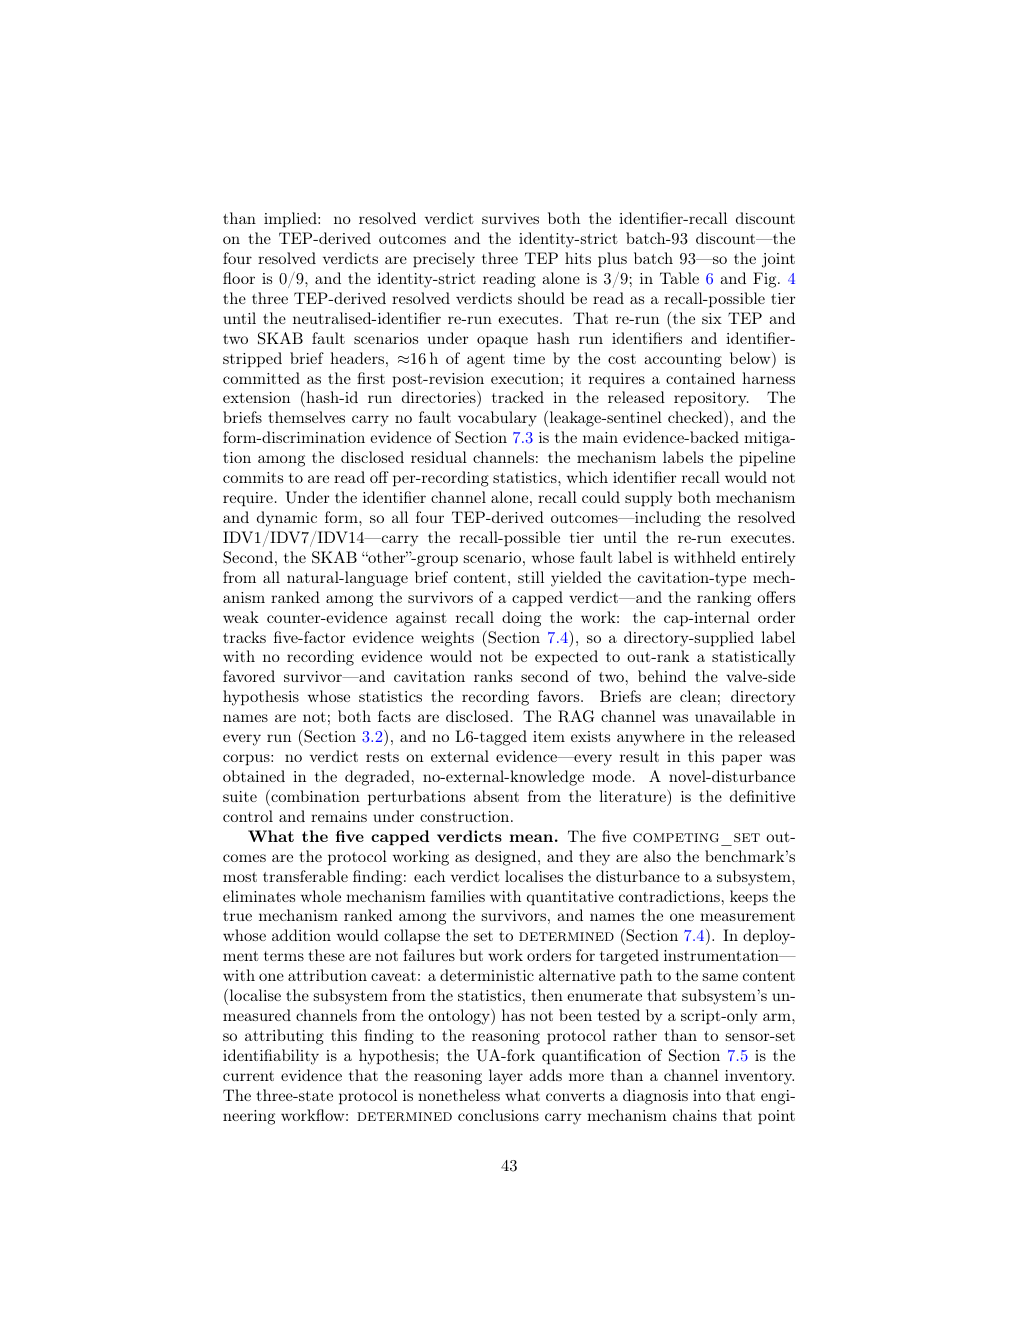 than implied: no resolved verdict survives both the identifier-recall discount
on the TEP-derived outcomes and the identity-strict batch-93 discount—the
four resolved verdicts are precisely three TEP hits plus batch 93—so the joint
floor is 0/9, and the identity-strict reading alone is 3/9; in Table 6 and Fig. 4
the three TEP-derived resolved verdicts should be read as a recall-possible tier
until the neutralised-identifier re-run executes. That re-run (the six TEP and
two SKAB fault scenarios under opaque hash run identifiers and identifier-
stripped brief headers, ≈16 h of agent time by the cost accounting below) is
committed as the first post-revision execution; it requires a contained harness
extension (hash-id run directories) tracked in the released repository. The
briefs themselves carry no fault vocabulary (leakage-sentinel checked), and the
form-discrimination evidence of Section 7.3 is the main evidence-backed mitiga-
tion among the disclosed residual channels: the mechanism labels the pipeline
commits to are read off per-recording statistics, which identifier recall would not
require. Under the identifier channel alone, recall could supply both mechanism
and dynamic form, so all four TEP-derived outcomes—including the resolved
IDV1/IDV7/IDV14—carry the recall-possible tier until the re-run executes.
Second, the SKAB “other”-group scenario, whose fault label is withheld entirely
from all natural-language brief content, still yielded the cavitation-type mech-
anism ranked among the survivors of a capped verdict—and the ranking offers
weak counter-evidence against recall doing the work: the cap-internal order
tracks five-factor evidence weights (Section 7.4), so a directory-supplied label
with no recording evidence would not be expected to out-rank a statistically
favored survivor—and cavitation ranks second of two, behind the valve-side
hypothesis whose statistics the recording favors. Briefs are clean; directory
names are not; both facts are disclosed. The RAG channel was unavailable in
every run (Section 3.2), and no L6-tagged item exists anywhere in the released
corpus: no verdict rests on external evidence—every result in this paper was
obtained in the degraded, no-external-knowledge mode. A novel-disturbance
suite (combination perturbations absent from the literature) is the definitive
control and remains under construction.
What the five capped verdicts mean. The five COMPETING_SET out-
comes are the protocol working as designed, and they are also the benchmark’s
most transferable finding: each verdict localises the disturbance to a subsystem,
eliminates whole mechanism families with quantitative contradictions, keeps the
true mechanism ranked among the survivors, and names the one measurement
whose addition would collapse the set to DETERMINED (Section 7.4). In deploy-
ment terms these are not failures but work orders for targeted instrumentation—
with one attribution caveat: a deterministic alternative path to the same content
(localise the subsystem from the statistics, then enumerate that subsystem’s un-
measured channels from the ontology) has not been tested by a script-only arm,
so attributing this finding to the reasoning protocol rather than to sensor-set
identifiability is a hypothesis; the UA-fork quantification of Section 7.5 is the
current evidence that the reasoning layer adds more than a channel inventory.
The three-state protocol is nonetheless what converts a diagnosis into that engi-
neering workflow: DETERMINED conclusions carry mechanism chains that point
43